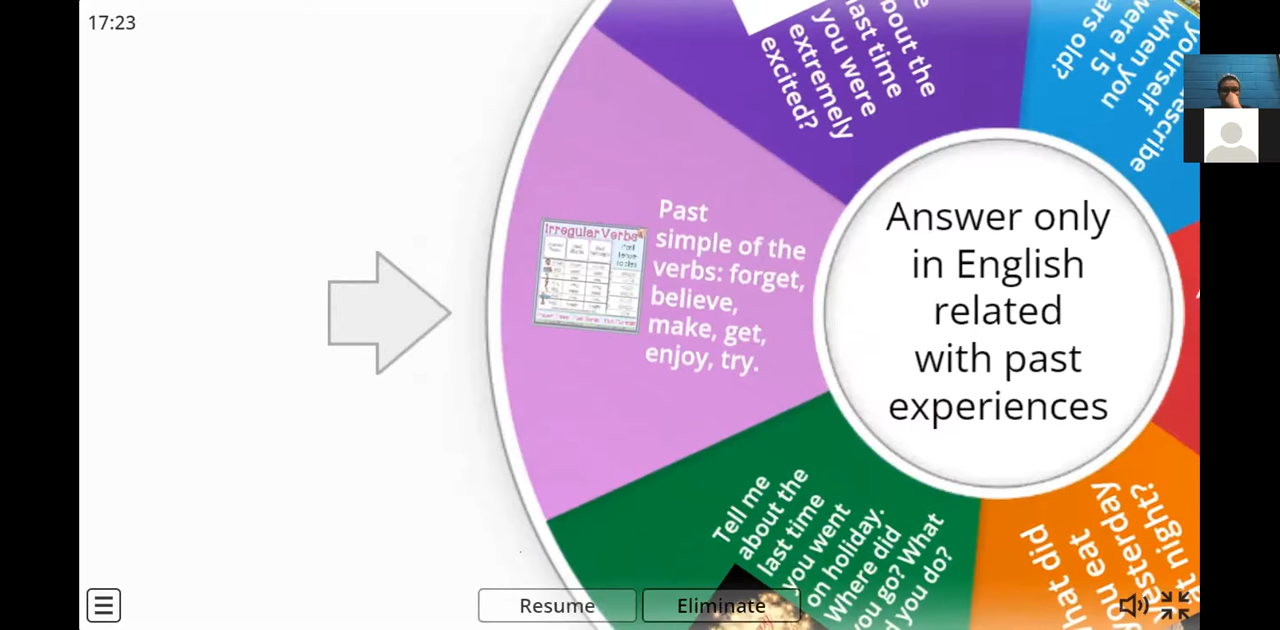 17:23
out the
last time
you were
extremely
excited?
yourself
when you
were 15
ars old?
Irregular Verbs
Past
simple of the
verbs: forget,
believe,
make, get,
enjoy, try.
Answer only
in English
related
with past
experiences
Tell me
about the
last time
you went
on holiday.
Where did
you go? What
d you do?
hat did
you eat
yesterday
t night?
Resume
Eliminate